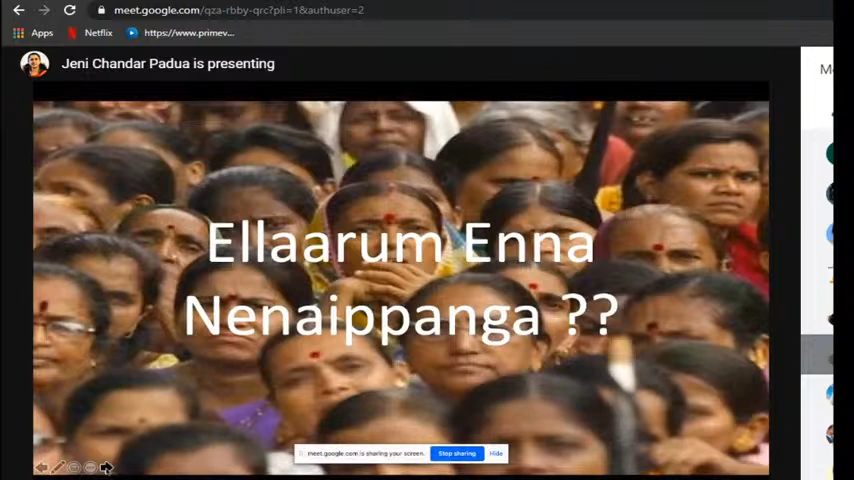 meet.google.com/qza-rbby-qrc?pli=1&authuser=2
Apps Netflix https://www.primev...
Jeni Chandar Padua is presenting
Ellaarum Enna
Nenaippanga ??
meet.google.com is sharing your screen. Stop sharing Hide